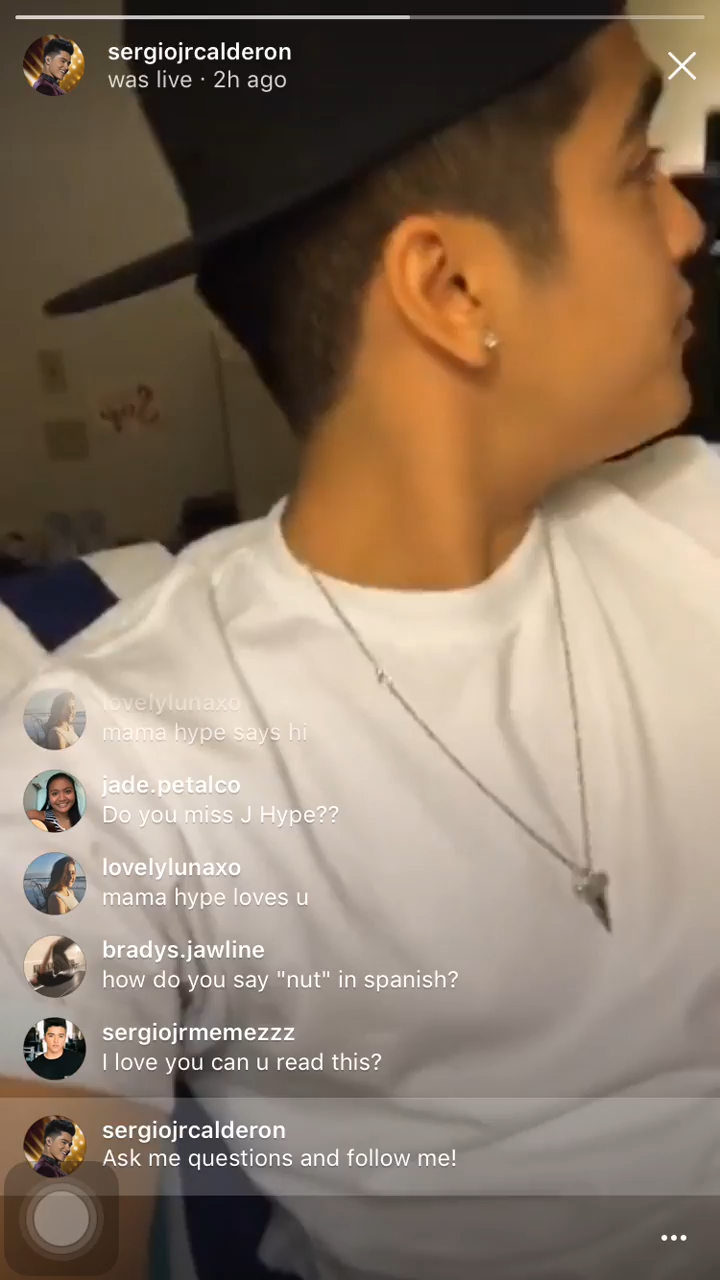 sergiojrcalderon
was live · 2h ago
lovelylunaxo
mama hype says hi
jade.petalco
Do you miss J Hype??
lovelylunaxo
mama hype loves u
bradys.jawline
how do you say "nut" in spanish?
sergiojrmemezzz
I love you can u read this?
sergiojrcalderon
Ask me questions and follow me!